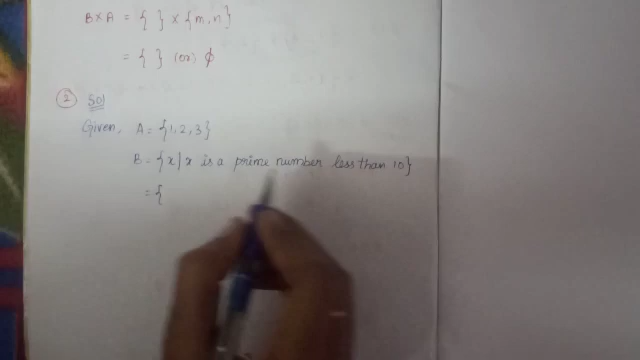 B×A = { } × {m, n}
= { } (or) ϕ
2 Sol
Given, A = {1, 2, 3}
B = {x / x is a prime number less than 10}
= {